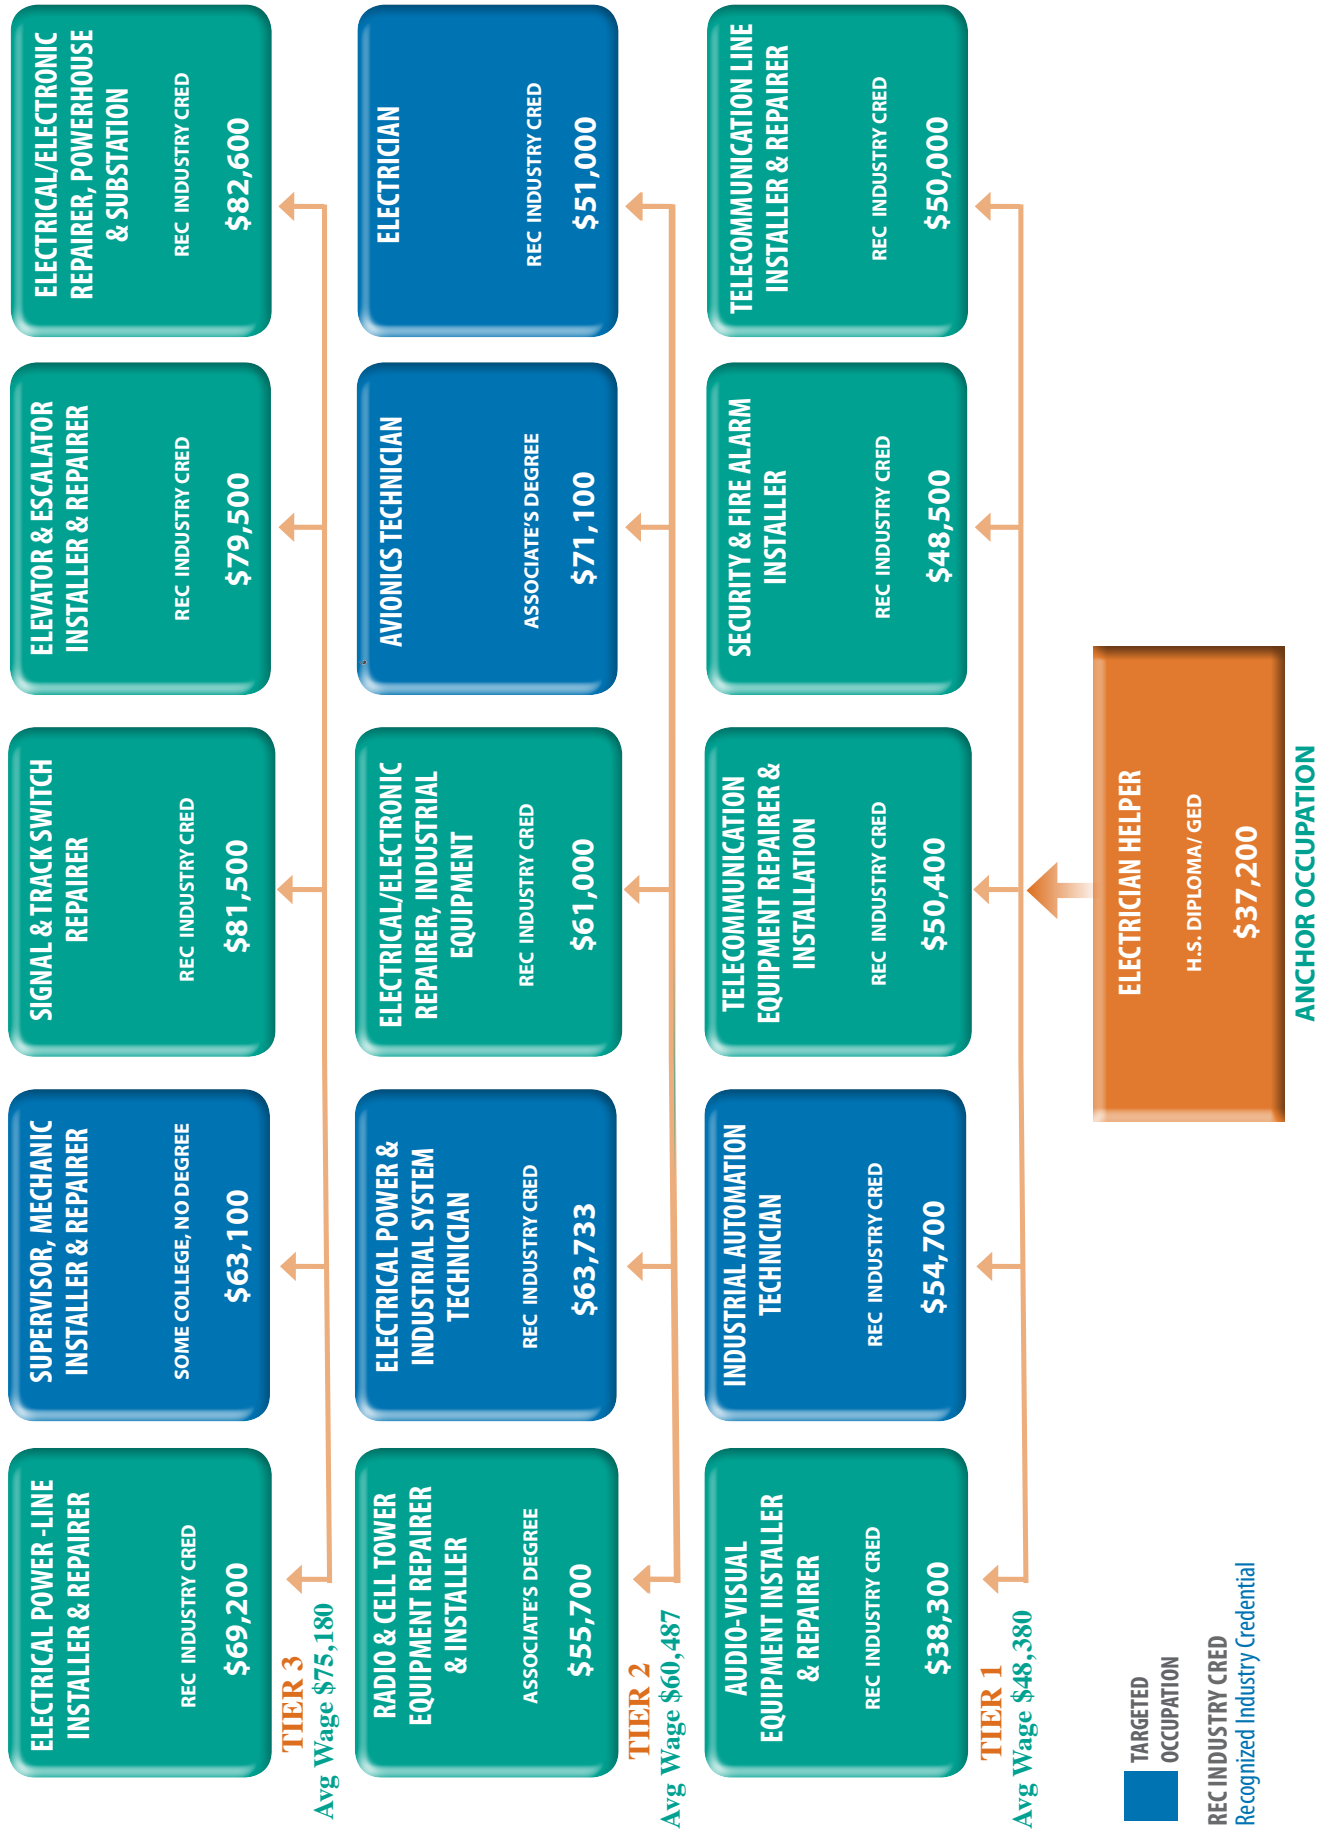 ELECTRICAL POWER -LINE
INSTALLER & REPAIRER
REC INDUSTRY CRED
$69,200
SUPERVISOR, MECHANIC
INSTALLER & REPAIRER
SOME COLLEGE, NO DEGREE
$63,100
SIGNAL & TRACK SWITCH
REPAIRER
REC INDUSTRY CRED
$81,500
ELEVATOR & ESCALATOR
INSTALLER & REPAIRER
REC INDUSTRY CRED
$79,500
ELECTRICAL/ELECTRONIC
REPAIRER, POWERHOUSE
& SUBSTATION
REC INDUSTRY CRED
$82,600
TIER 3
Avg Wage $75,180
RADIO & CELL TOWER
EQUIPMENT REPAIRER
& INSTALLER
ASSOCIATE'S DEGREE
$55,700
ELECTRICAL POWER &
INDUSTRIAL SYSTEM
TECHNICIAN
REC INDUSTRY CRED
$63,733
ELECTRICAL/ELECTRONIC
REPAIRER, INDUSTRIAL
EQUIPMENT
REC INDUSTRY CRED
$61,000
AVIONICS TECHNICIAN
ASSOCIATE'S DEGREE
$71,100
ELECTRICIAN
REC INDUSTRY CRED
$51,000
TIER 2
Avg Wage $60,487
AUDIO-VISUAL
EQUIPMENT INSTALLER
& REPAIRER
REC INDUSTRY CRED
$38,300
INDUSTRIAL AUTOMATION
TECHNICIAN
REC INDUSTRY CRED
$54,700
TELECOMMUNICATION
EQUIPMENT REPAIRER &
INSTALLATION
REC INDUSTRY CRED
$50,400
SECURITY & FIRE ALARM
INSTALLER
REC INDUSTRY CRED
$48,500
TELECOMMUNICATION LINE
INSTALLER & REPAIRER
REC INDUSTRY CRED
$50,000
TIER 1
Avg Wage $48,380
ELECTRICIAN HELPER
H.S. DIPLOMA/ GED
$37,200
ANCHOR OCCUPATION
TARGETED
OCCUPATION
REC INDUSTRY CRED
Recognized Industry Credential